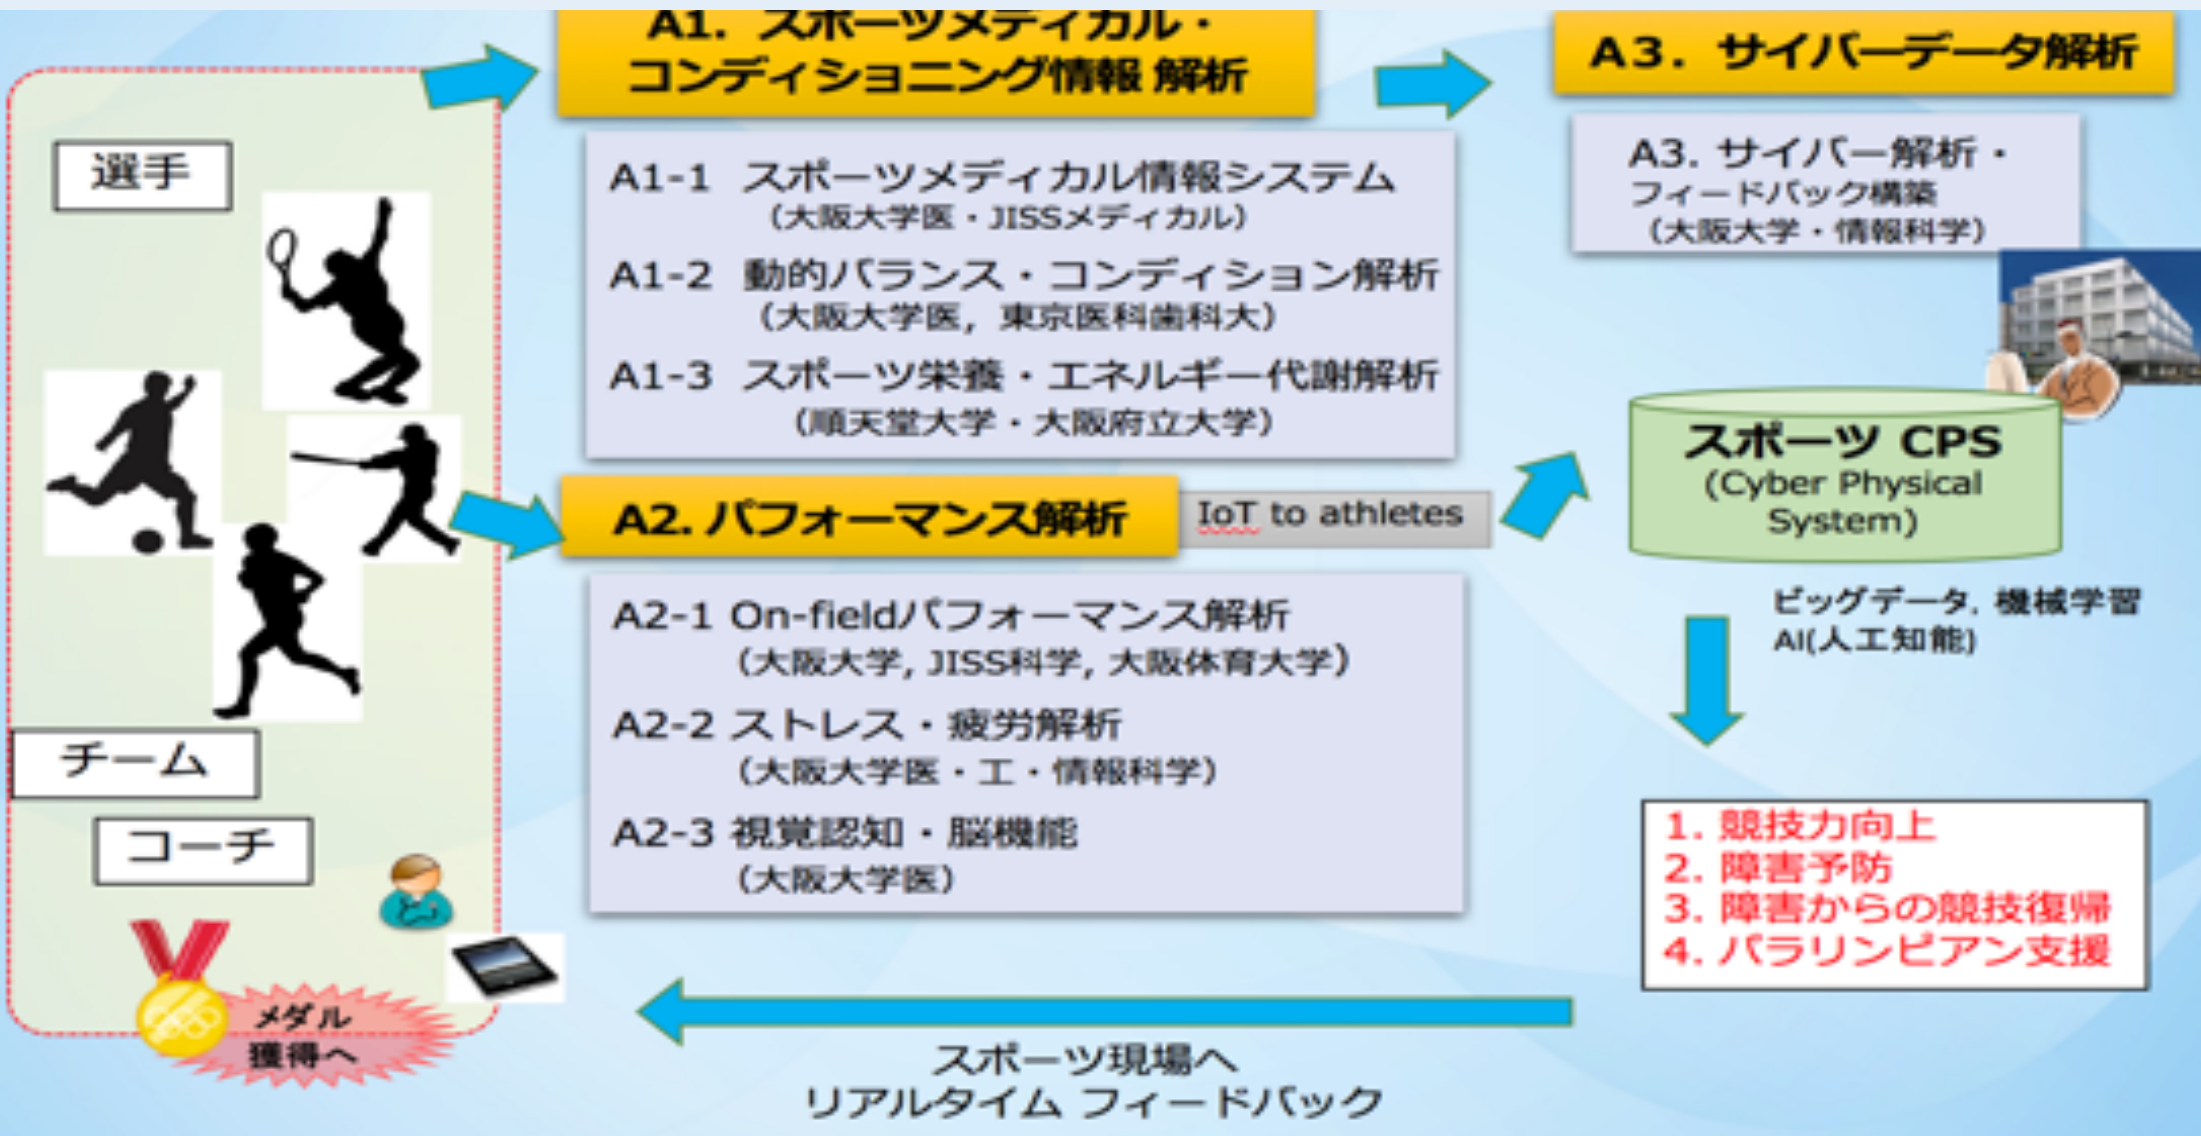 選手
チーム
コーチ
メダル
獲得へ
A1. スポーツメディカル・
コンディショニング情報 解析
A1-1 スポーツメディカル情報システム
（大阪大学医・JISSメディカル）
A1-2 動的バランス・コンディション解析
（大阪大学医, 東京医科歯科大）
A1-3 スポーツ栄養・エネルギー代謝解析
（順天堂大学・大阪府立大学）
A2. パフォーマンス解析
IoT to athletes
A2-1 On-fieldパフォーマンス解析
（大阪大学, JISS科学, 大阪体育大学）
A2-2 ストレス・疲労解析
（大阪大学医・工・情報科学）
A2-3 視覚認知・脳機能
（大阪大学医）
A3. サイバーデータ解析
A3. サイバー解析・
フィードバック構築
（大阪大学・情報科学）
スポーツ CPS
(Cyber Physical
System)
ビッグデータ, 機械学習
AI(人工知能)
1. 競技力向上
2. 障害予防
3. 障害からの競技復帰
4. パラリンピアン支援
スポーツ現場へ
リアルタイム フィードバック